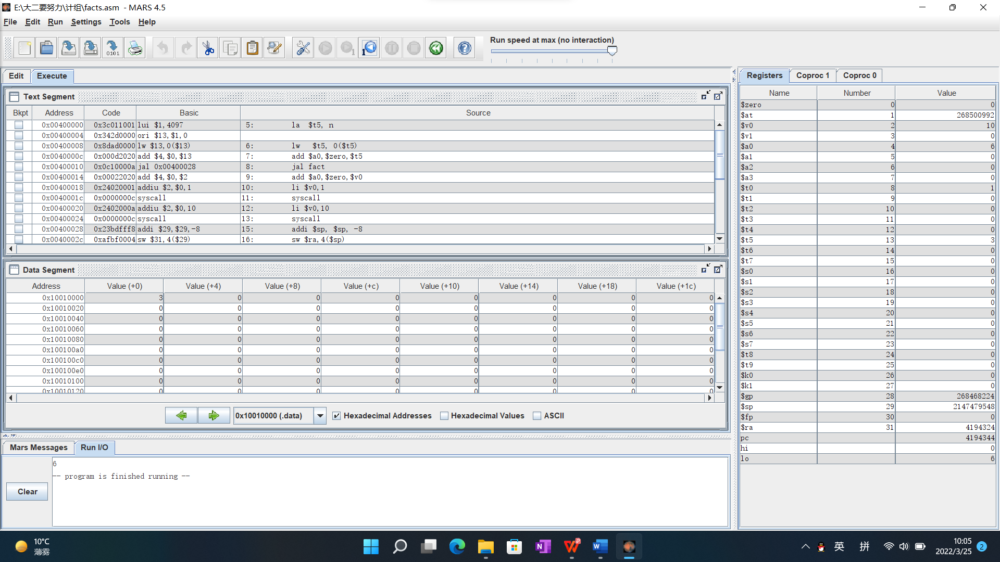 E:\大二要努力\计组\facts.asm - MARS 4.5
File Edit Run Settings Tools Help
Run speed at max (no interaction)
Edit Execute
Text Segment
Bkpt Address Code Basic Source
0x00400000 0x3c011001 lui $1,4097 5: la $t5, n
0x00400004 0x342d0000 ori $13,$1,0
0x00400008 0x8dad0000 lw $13,0($13) 6: lw $t5, 0($t5)
0x0040000c 0x000d2020 add $4,$0,$13 7: add $a0,$zero,$t5
0x00400010 0x0c10000a jal 0x00400028 8: jal fact
0x00400014 0x00022020 add $4,$0,$2 9: add $a0,$zero,$v0
0x00400018 0x24020001 addiu $2,$0,1 10: li $v0,1
0x0040001c 0x0000000c syscall 11: syscall
0x00400020 0x2402000a addiu $2,$0,10 12: li $v0,10
0x00400024 0x0000000c syscall 13: syscall
0x00400028 0x23bdfff8 addi $29,$29,-8 15: addi $sp, $sp, -8
0x0040002c 0xafbf0004 sw $31,4($29) 16: sw $ra,4($sp)
Data Segment
Address Value (+0) Value (+4) Value (+8) Value (+c) Value (+10) Value (+14) Value (+18) Value (+1c)
0x10010000 3 0 0 0 0 0 0 0
0x10010020 0 0 0 0 0 0 0 0
0x10010040 0 0 0 0 0 0 0 0
0x10010060 0 0 0 0 0 0 0 0
0x10010080 0 0 0 0 0 0 0 0
0x100100a0 0 0 0 0 0 0 0 0
0x100100c0 0 0 0 0 0 0 0 0
0x100100e0 0 0 0 0 0 0 0 0
0x10010100 0 0 0 0 0 0 0 0
0x10010120 0 0 0 0 0 0 0 0
0x10010000 (.data) Hexadecimal Addresses Hexadecimal Values ASCII
Mars Messages Run I/O
6
-- program is finished running --
Clear
Registers Coproc 1 Coproc 0
Name Number Value
$zero 0 0
$at 1 268500992
$v0 2 10
$v1 3 0
$a0 4 6
$a1 5 0
$a2 6 0
$a3 7 0
$t0 8 1
$t1 9 0
$t2 10 0
$t3 11 0
$t4 12 0
$t5 13 3
$t6 14 0
$t7 15 0
$s0 16 0
$s1 17 0
$s2 18 0
$s3 19 0
$s4 20 0
$s5 21 0
$s6 22 0
$s7 23 0
$t8 24 0
$t9 25 0
$k0 26 0
$k1 27 0
$gp 28 268468224
$sp 29 2147479548
$fp 30 0
$ra 31 4194324
pc 4194344
hi 0
lo 6
10°C
薄雾
英 拼
10:05
2022/3/25 2